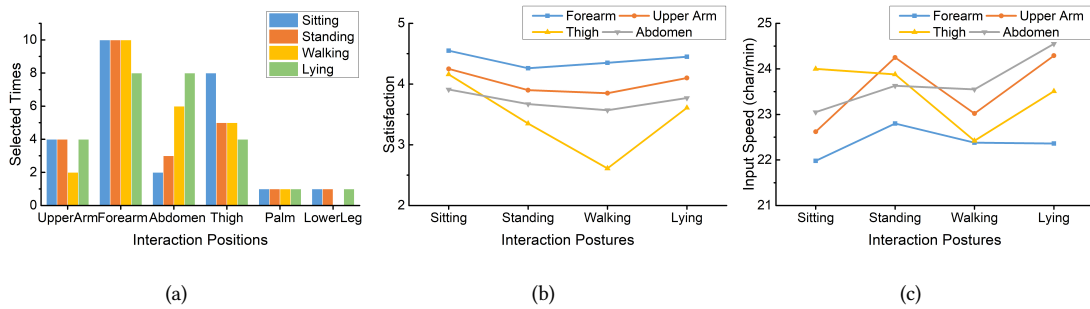 Selected Times
10
8
6
4
2
0
Sitting
Standing
Walking
Lying
UpperArm Forearm Abdomen Thigh Palm LowerLeg
Interaction Positions
(a)
Satisfaction
5
4
3
2
Forearm Upper Arm
Thigh Abdomen
Sitting Standing Walking Lying
Interaction Postures
(b)
Input Speed (char/min)
25
24
23
22
21
Forearm Upper Arm
Thigh Abdomen
Sitting Standing Walking Lying
Interaction Postures
(c)